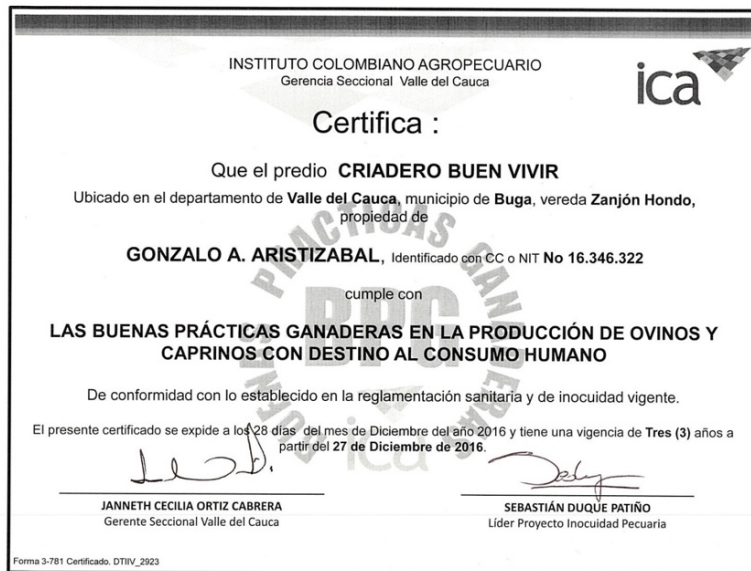 INSTITUTO COLOMBIANO AGROPECUARIO
Gerencia Seccional Valle del Cauca
ica
Certifica :
Que el predio CRIADERO BUEN VIVIR
Ubicado en el departamento de Valle del Cauca, municipio de Buga, vereda Zanjón Hondo,
propiedad de
GONZALO A. ARISTIZABAL, Identificado con CC o NIT No 16.346.322
cumple con
LAS BUENAS PRÁCTICAS GANADERAS EN LA PRODUCCIÓN DE OVINOS Y
CAPRINOS CON DESTINO AL CONSUMO HUMANO
De conformidad con lo establecido en la reglamentación sanitaria y de inocuidad vigente.
El presente certificado se expide a los 28 días del mes de Diciembre del año 2016 y tiene una vigencia de Tres (3) años a
partir del 27 de Diciembre de 2016.
BUENAS PRACTICAS GANADERAS
BPG
ica
JANNETH CECILIA ORTIZ CABRERA
Gerente Seccional Valle del Cauca
SEBASTIÁN DUQUE PATIÑO
Líder Proyecto Inocuidad Pecuaria
Forma 3-781 Certificado. DTIIV_2923